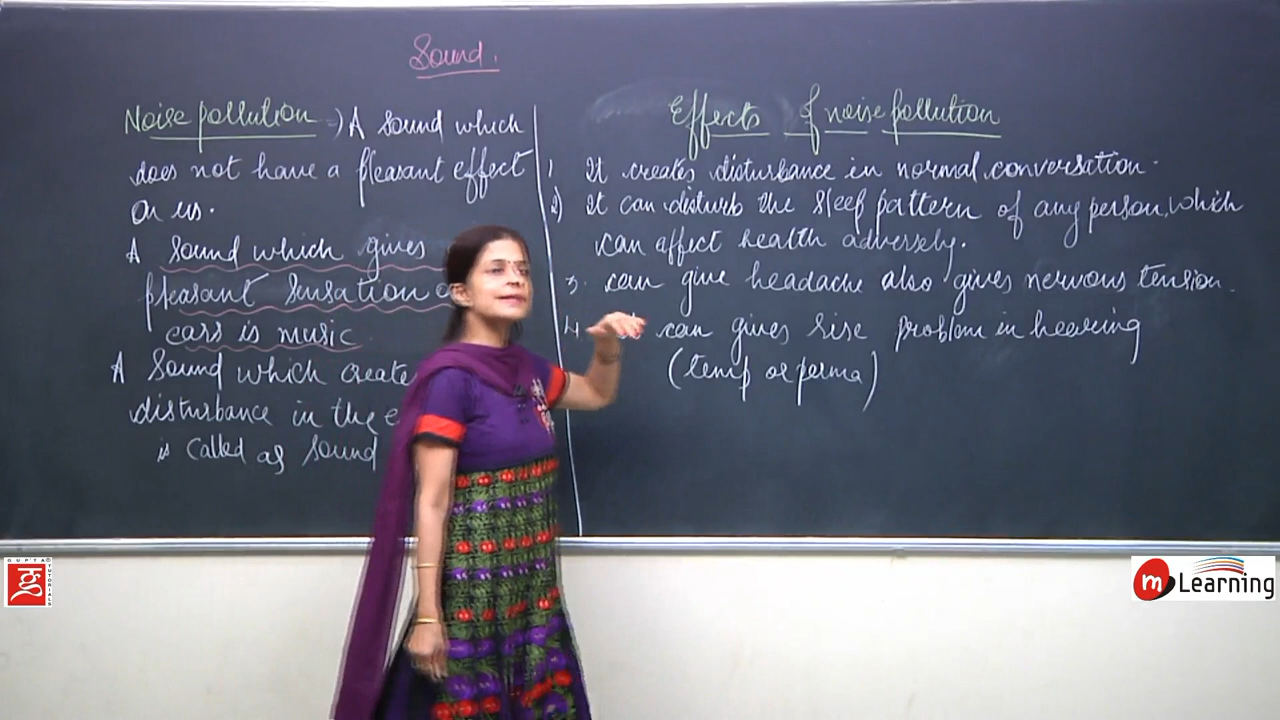 Sound.
Noise pollution → A sound which
does not have a pleasant effect
on us.
A sound which gives
pleasant sensation
ears is music
A sound which create
disturbance in the
is called as sound
Effects of noise pollution
1 It creates disturbance in normal conversation.
2) It can disturb the sleep pattern of any person, which
can affect health adversely.
3. can give headache also gives nervous tension.
4 can gives rise problem in hearing
(temp or perma)
GUPTA TUTORIALS
m Learning